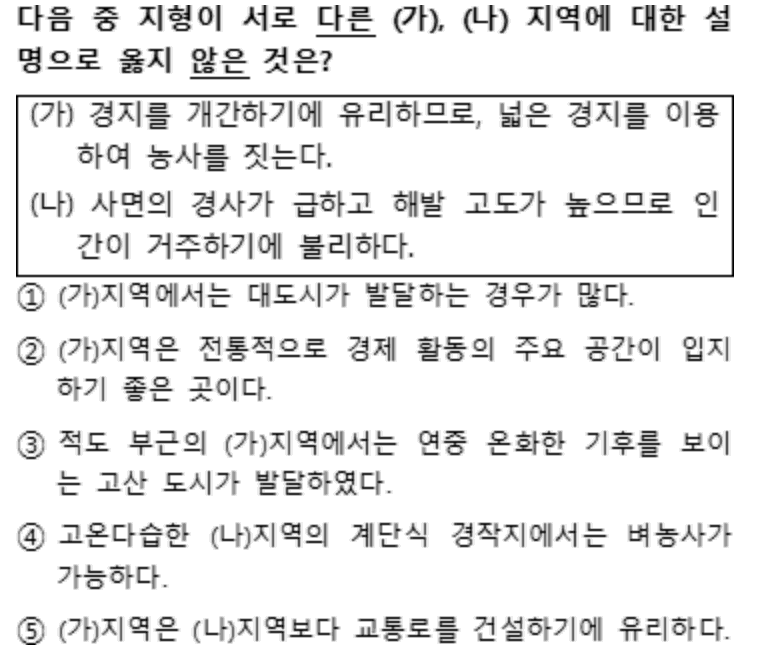 다음 중 지형이 서로 다른 (가), (나) 지역에 대한 설
명으로 옳지 않은 것은?
(가) 경지를 개간하기에 유리하므로, 넓은 경지를 이용
하여 농사를 짓는다.
(나) 사면의 경사가 급하고 해발 고도가 높으므로 인
간이 거주하기에 불리하다.
① (가)지역에서는 대도시가 발달하는 경우가 많다.
② (가)지역은 전통적으로 경제 활동의 주요 공간이 입지
하기 좋은 곳이다.
③ 적도 부근의 (가)지역에서는 연중 온화한 기후를 보이
는 고산 도시가 발달하였다.
④ 고온다습한 (나)지역의 계단식 경작지에서는 벼농사가
가능하다.
⑤ (가)지역은 (나)지역보다 교통로를 건설하기에 유리하다.